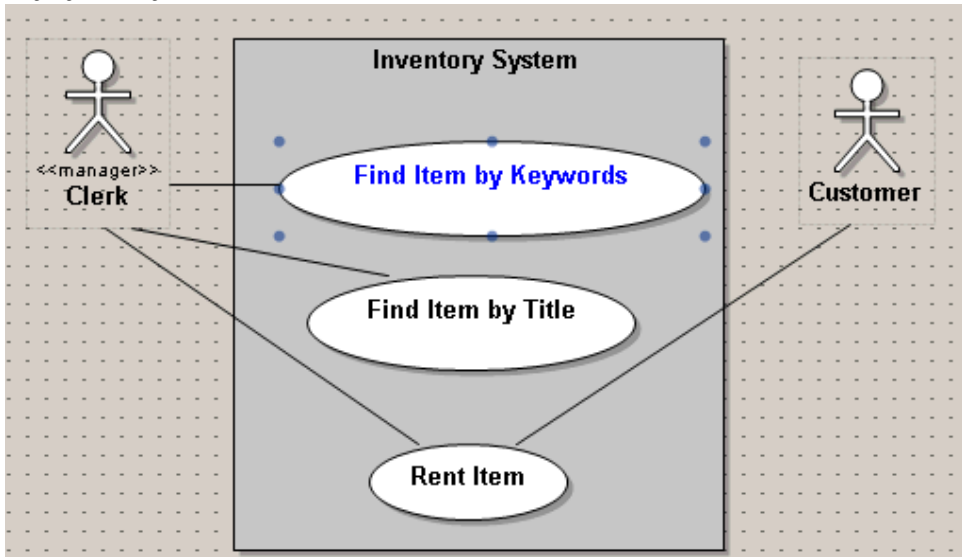 Inventory System
<<manager>>
Clerk
Find Item by Keywords
Customer
Find Item by Title
Rent Item